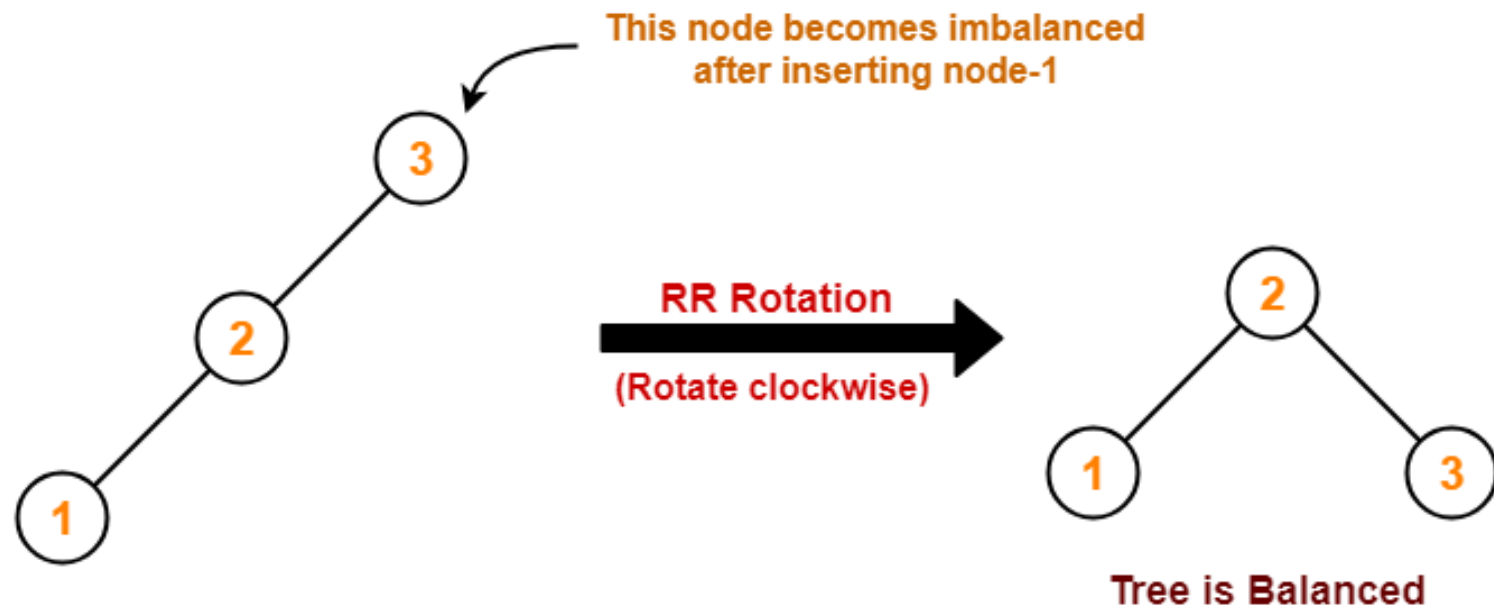 This node becomes imbalanced
after inserting node-1
3
2
1
RR Rotation
(Rotate clockwise)
2
1
3
Tree is Balanced